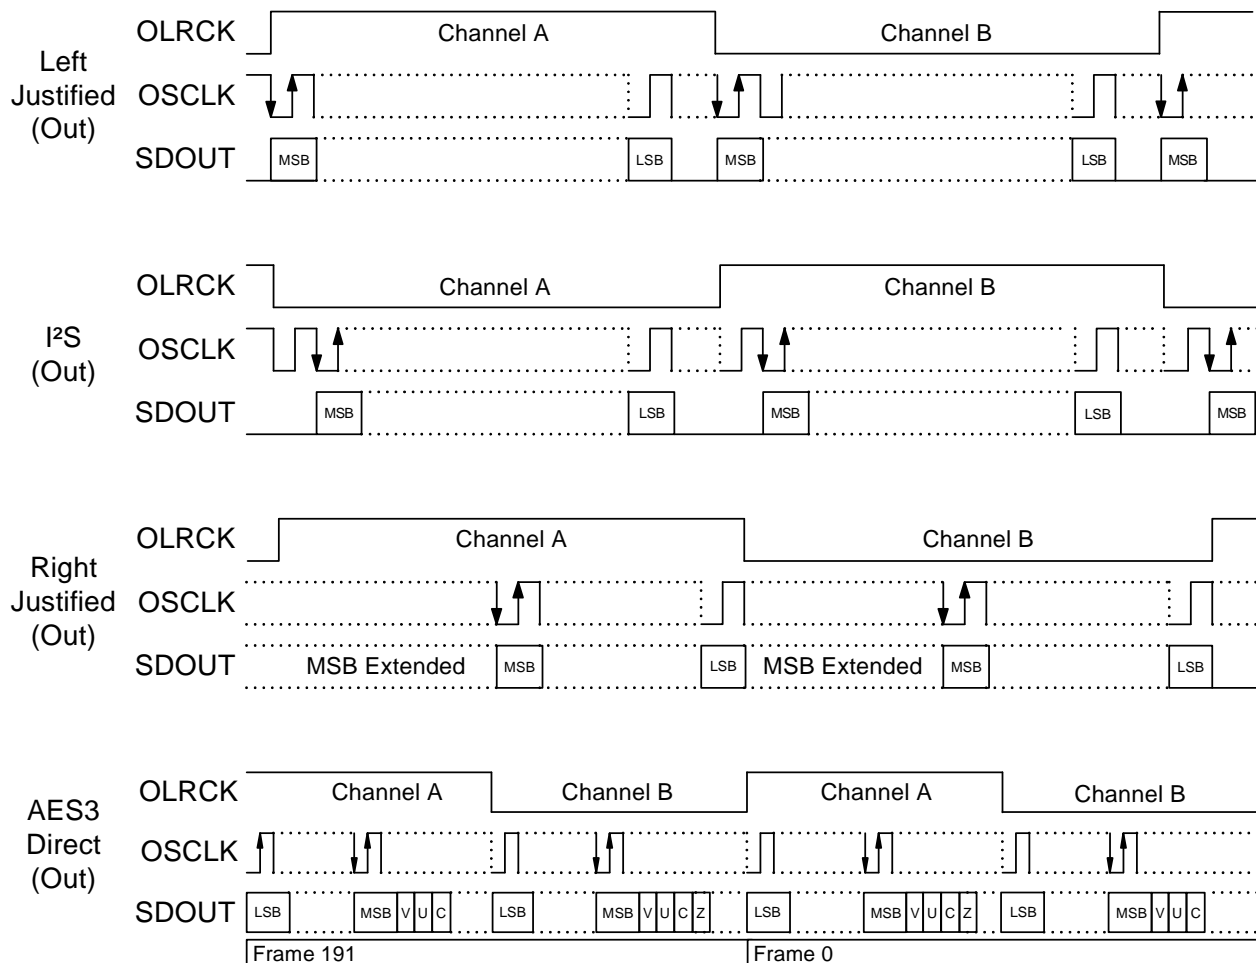 OLRCK Channel A Channel B
Left
Justified
(Out)
OSCLK
SDOUT MSB LSB MSB LSB MSB
OLRCK Channel A Channel B
I²S
(Out)
OSCLK
SDOUT MSB LSB MSB LSB MSB
OLRCK Channel A Channel B
Right
Justified
(Out)
OSCLK
SDOUT MSB Extended MSB LSB MSB Extended MSB LSB
OLRCK Channel A Channel B Channel A Channel B
AES3
Direct
(Out)
OSCLK
SDOUT LSB MSB V U C LSB MSB V U C Z LSB MSB V U C Z LSB MSB V U C
Frame 191 Frame 0